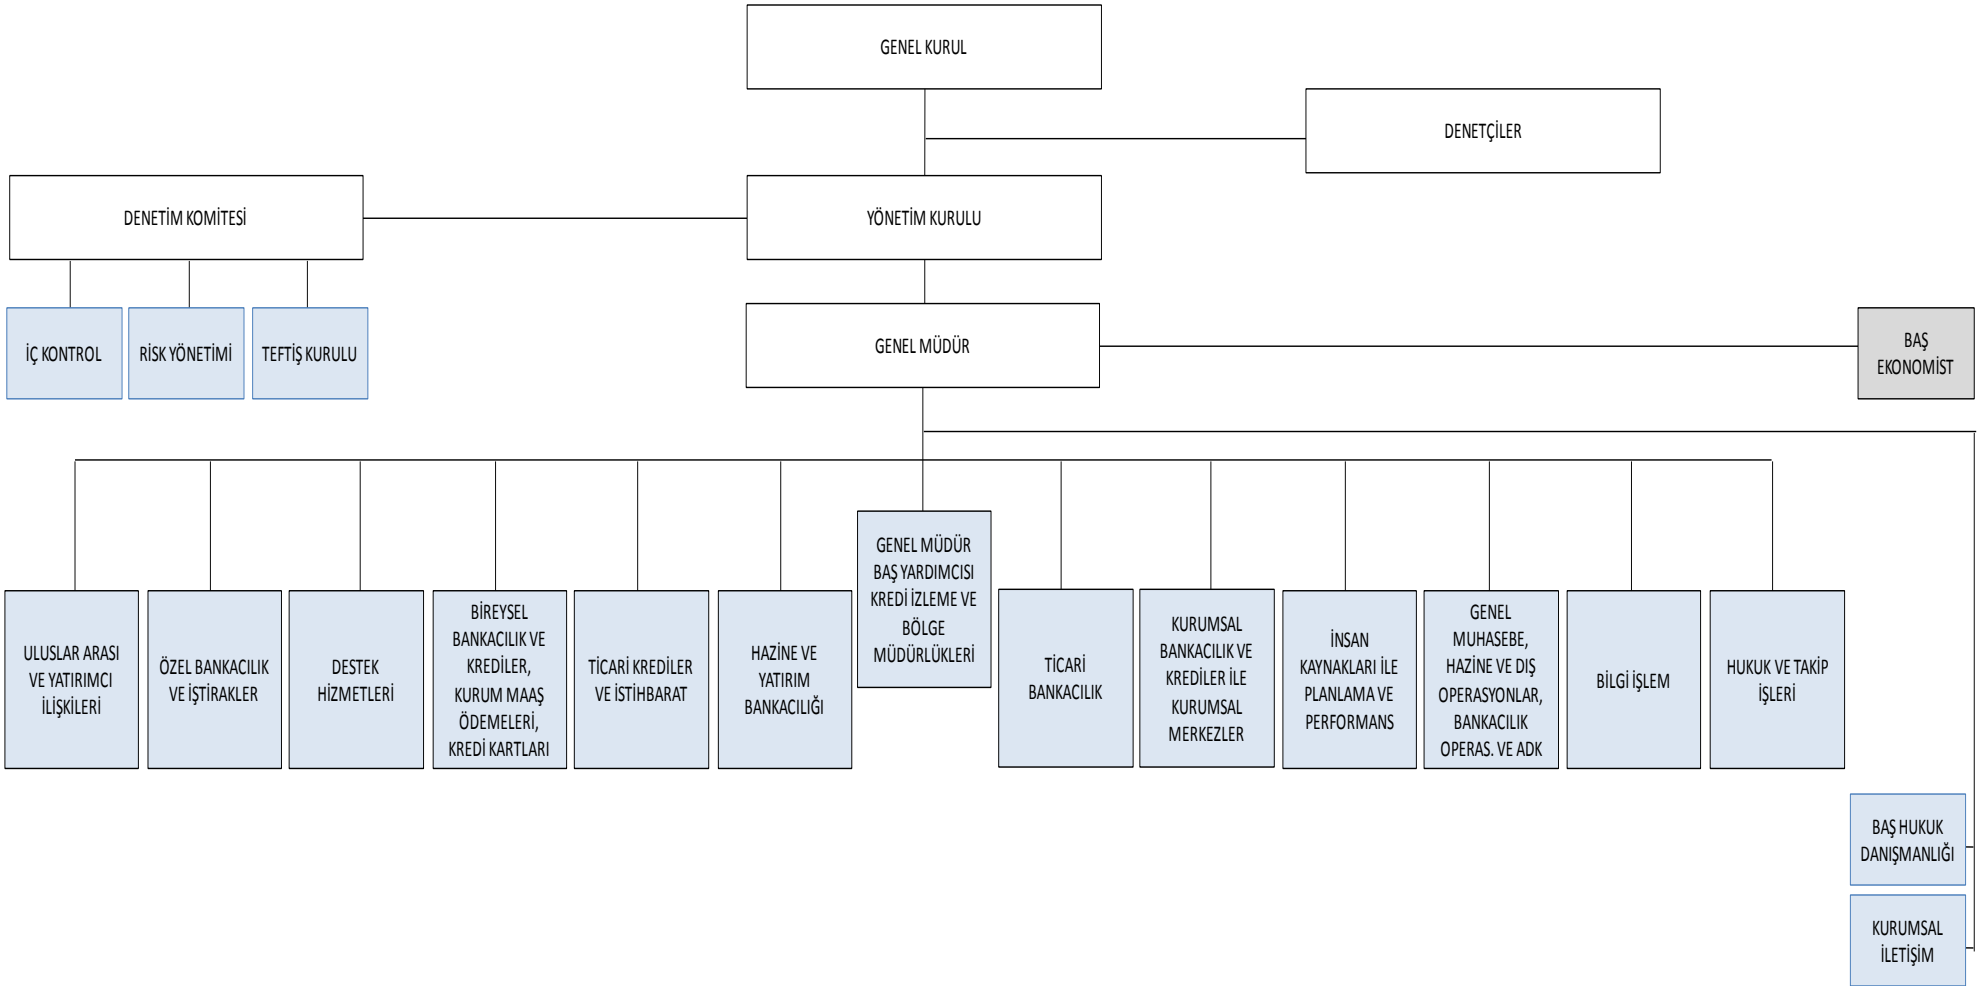 GENEL KURUL
DENETÇİLER
DENETİM KOMİTESİ
YÖNETİM KURULU
İÇ KONTROL
RİSK YÖNETİMİ
TEFTİŞ KURULU
GENEL MÜDÜR
BAŞ
EKONOMİST
ULUSLAR ARASI
VE YATIRIMCI
İLİŞKİLERİ
ÖZEL BANKACILIK
VE İŞTİRAKLER
DESTEK
HİZMETLERİ
BİREYSEL
BANKACILIK VE
KREDİLER,
KURUM MAAŞ
ÖDEMELERİ,
KREDİ KARTLARI
TİCARİ KREDİLER
VE İSTİHBARAT
HAZİNE VE
YATIRIM
BANKACILIĞI
GENEL MÜDÜR
BAŞ YARDIMCISI
KREDİ İZLEME VE
BÖLGE
MÜDÜRLÜKLERİ
TİCARİ
BANKACILIK
KURUMSAL
BANKACILIK VE
KREDİLER İLE
KURUMSAL
MERKEZLER
İNSAN
KAYNAKLARI İLE
PLANLAMA VE
PERFORMANS
GENEL
MUHASEBE,
HAZİNE VE DIŞ
OPERASYONLAR,
BANKACILIK
OPERAS. VE ADK
BİLGİ İŞLEM
HUKUK VE TAKİP
İŞLERİ
BAŞ HUKUK
DANIŞMANLIĞI
KURUMSAL
İLETİŞİM